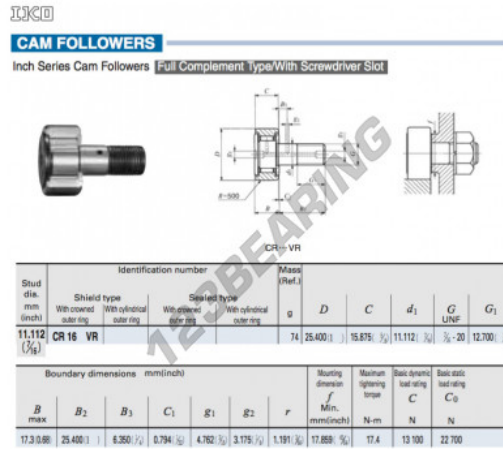 IKO
CAM FOLLOWERS
Inch Series Cam Followers Full Complement Type/With Screwdriver Slot
CR···VR
123BEARING
Stud dia. mm (inch)
Identification number
Mass (Ref.) g
Shield type
Sealed type
With crowned outer ring
With cylindrical outer ring
With crowned outer ring
With cylindrical outer ring
D C d1 G UNF G1
11.112 (7/16) CR 16 VR 74 25.400(1 ) 15.875( 11.112 ( - 20 12.700(
Boundary dimensions mm(inch)
Mounting dimension f Min. mm(inch)
Maximum tightening torque N-m
Basic dynamic load rating C N
Basic static load rating C0 N
B max B2 B3 C1 g1 g2 r
17.3(0.68) 25.400(1 ) 6.350(1/4) 0.794( 4.762( 3.175( 1.191( 17.859( 17.4 13 100 22 700